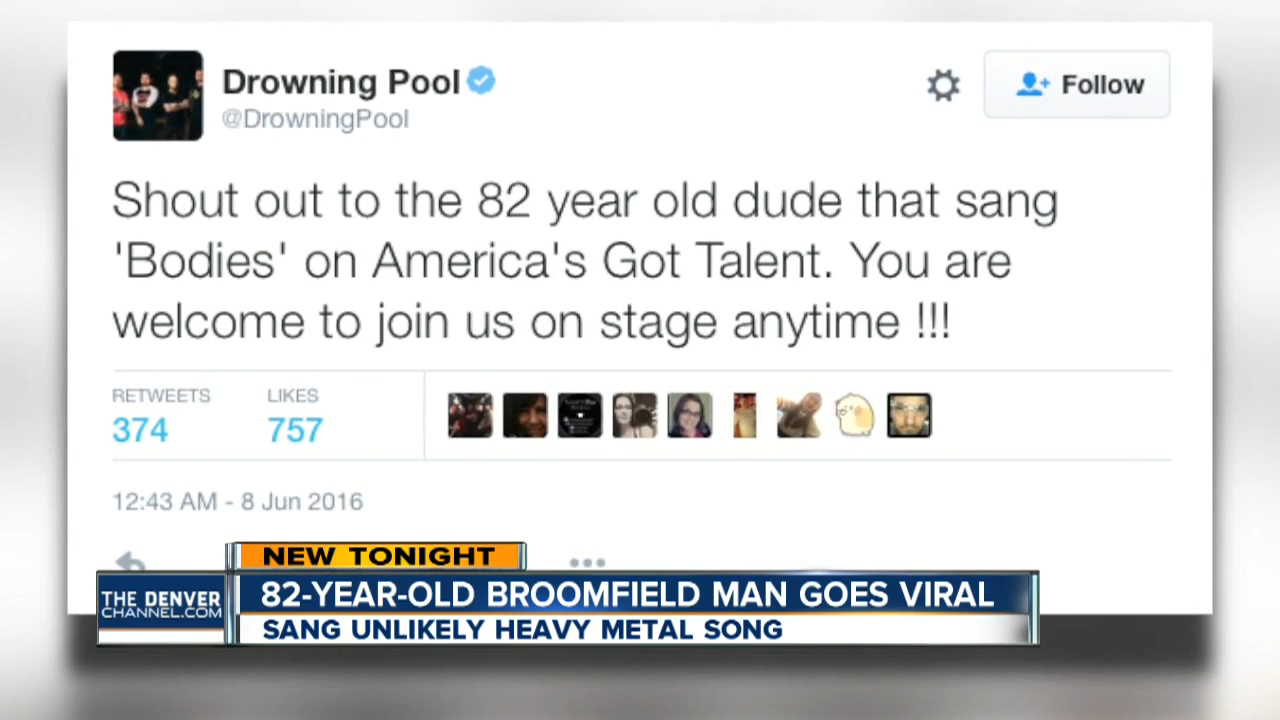 Drowning Pool
@DrowningPool
Follow
Shout out to the 82 year old dude that sang
'Bodies' on America's Got Talent. You are
welcome to join us on stage anytime !!!
RETWEETS LIKES
374 757
12:43 AM - 8 Jun 2016
NEW TONIGHT
THE DENVER
CHANNEL.COM
82-YEAR-OLD BROOMFIELD MAN GOES VIRAL
SANG UNLIKELY HEAVY METAL SONG